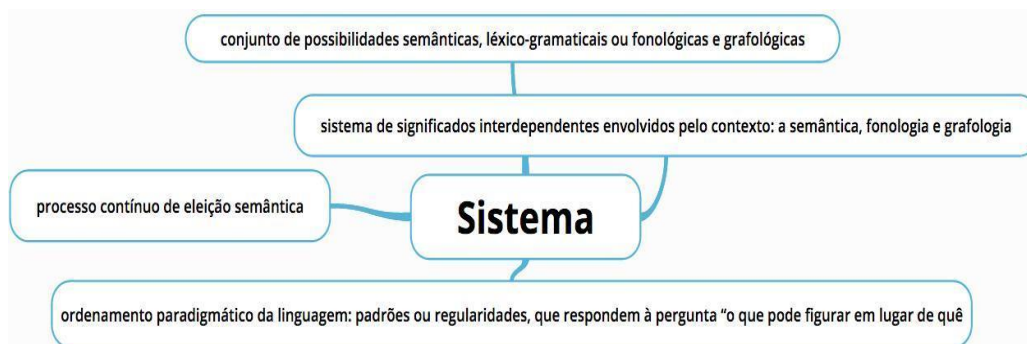 conjunto de possibilidades semânticas, léxico-gramaticais ou fonológicas e grafológicas
sistema de significados interdependentes envolvidos pelo contexto: a semântica, fonologia e grafologia
processo contínuo de eleição semântica
Sistema
ordenamento paradigmático da linguagem: padrões ou regularidades, que respondem à pergunta “o que pode figurar em lugar de quê